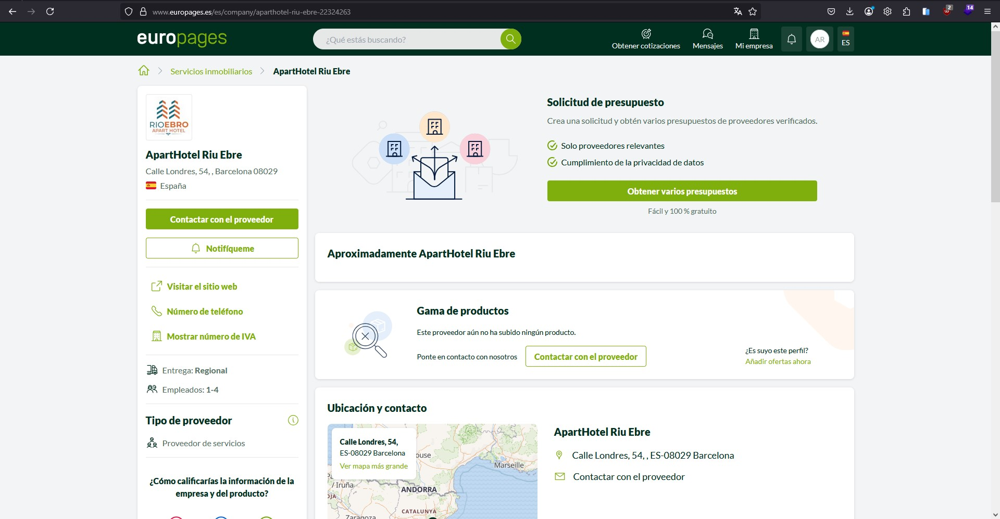 www.europages.es/es/company/aparthotel-riu-ebre-22324263
2
14
europages
¿Qué estás buscando?
Obtener cotizaciones
Mensajes
Mi empresa
AR
ES
Servicios inmobiliarios
ApartHotel Riu Ebre
RIOEBRO
APART HOTEL
ApartHotel Riu Ebre
Calle Londres, 54, , Barcelona 08029
España
Contactar con el proveedor
Notifíqueme
Visitar el sitio web
Número de teléfono
Mostrar número de IVA
Entrega: Regional
Empleados: 1-4
Tipo de proveedor
Proveedor de servicios
¿Cómo calificarías la información de la
empresa y del producto?
Solicitud de presupuesto
Crea una solicitud y obtén varios presupuestos de proveedores verificados.
Solo proveedores relevantes
Cumplimiento de la privacidad de datos
Obtener varios presupuestos
Fácil y 100 % gratuito
Aproximadamente ApartHotel Riu Ebre
Gama de productos
Este proveedor aún no ha subido ningún producto.
Ponte en contacto con nosotros
Contactar con el proveedor
¿Es suyo este perfil?
Añadir ofertas ahora
Ubicación y contacto
Calle Londres, 54,
ES-08029 Barcelona
Ver mapa más grande
ouse
Marseille
/ Iruña
ANDORRA
CATALUNYA
Zaragoza
ApartHotel Riu Ebre
Calle Londres, 54, , ES-08029 Barcelona
Contactar con el proveedor